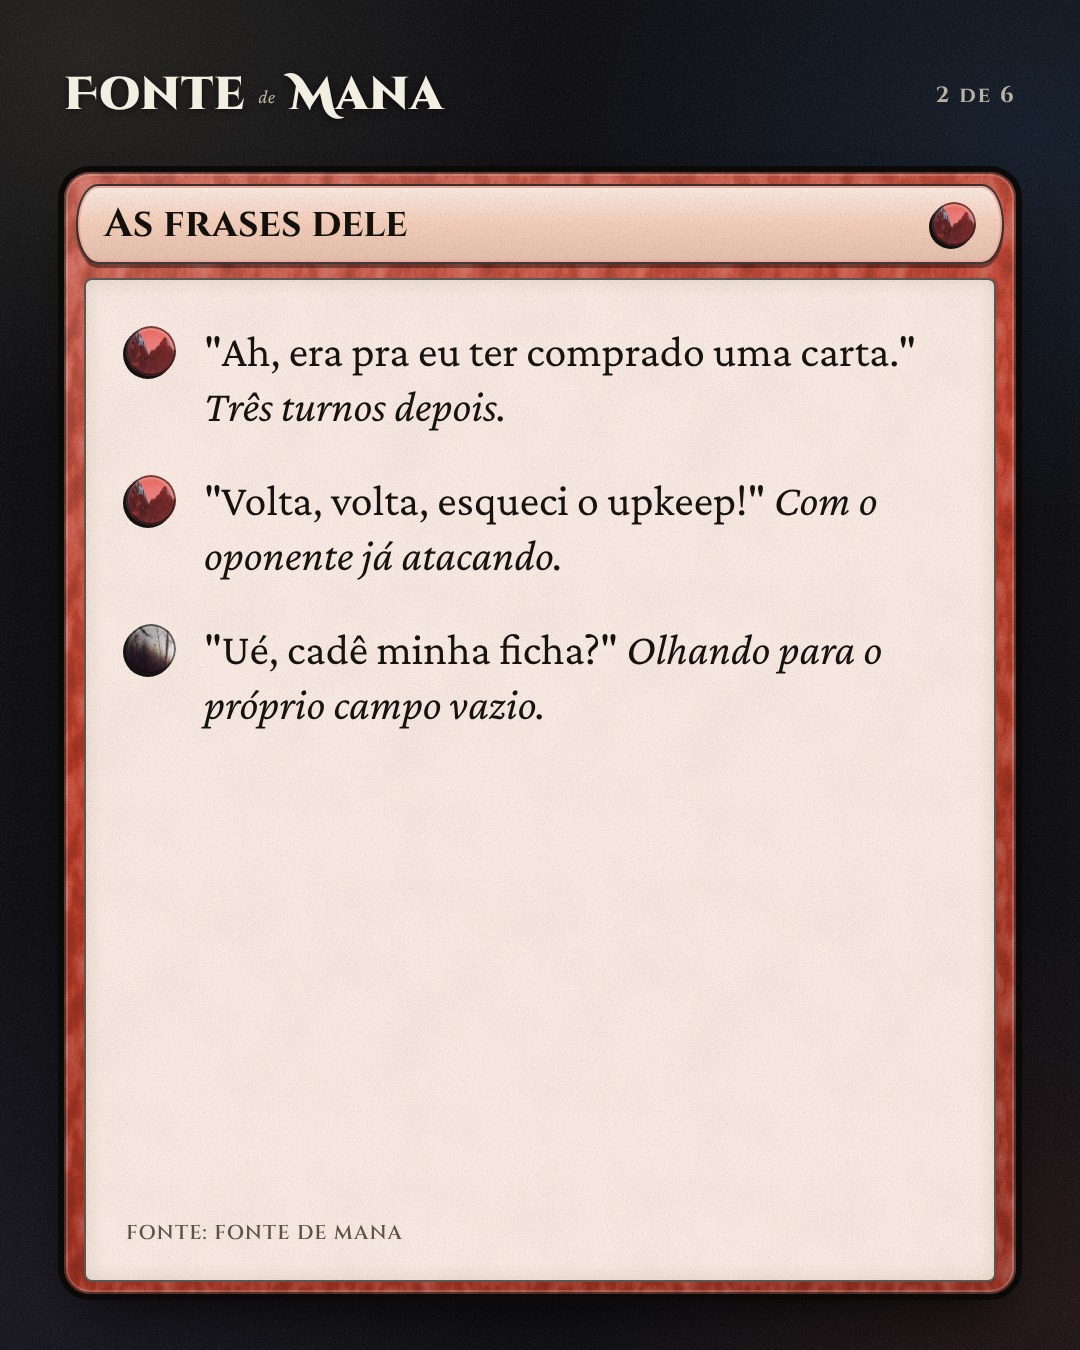 FONTE de MANA
2 DE 6
AS FRASES DELE
"Ah, era pra eu ter comprado uma carta."
Três turnos depois.
"Volta, volta, esqueci o upkeep!" Com o
oponente já atacando.
"Ué, cadê minha ficha?" Olhando para o
próprio campo vazio.
FONTE: FONTE DE MANA